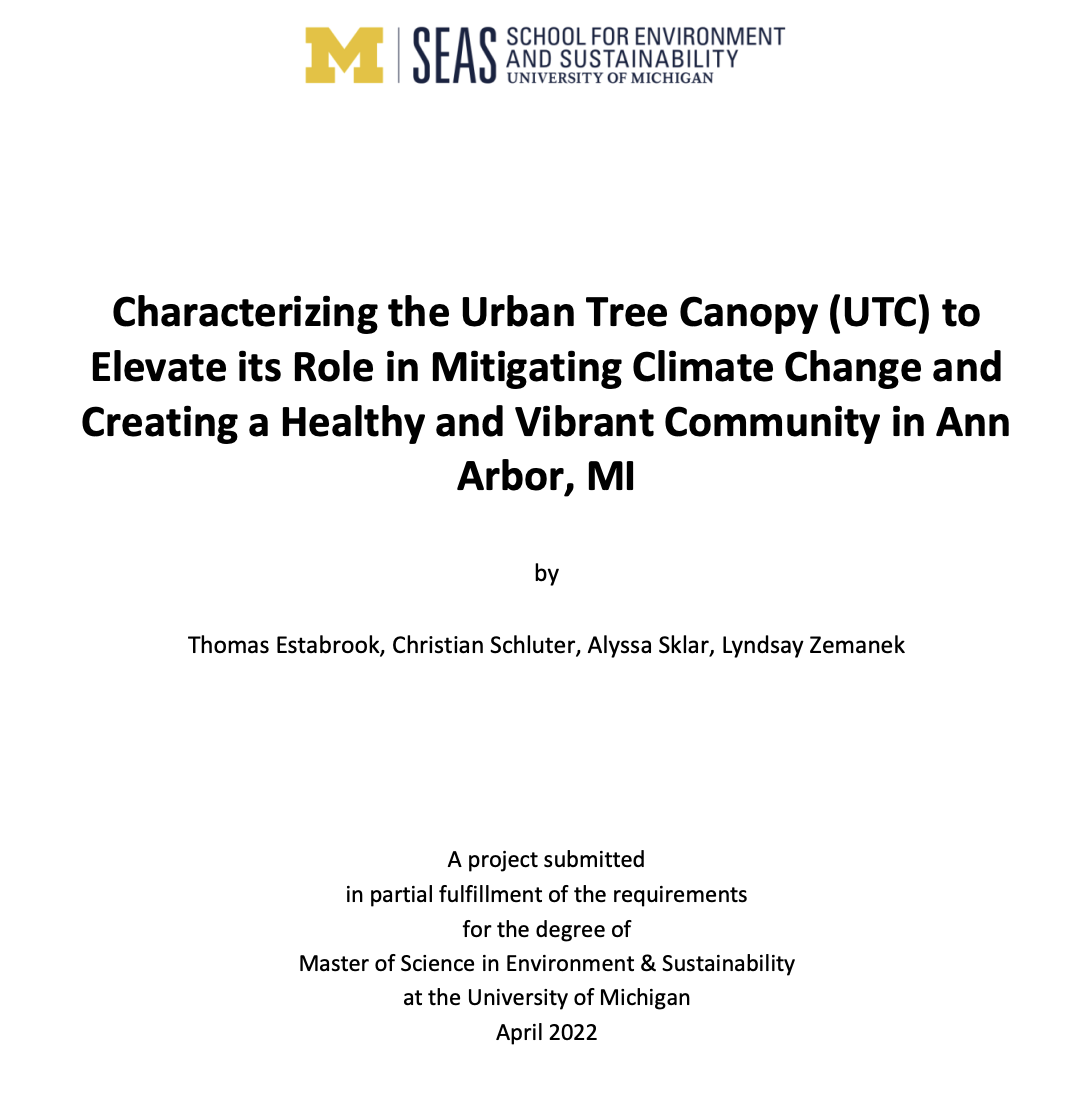 M SEAS SCHOOL FOR ENVIRONMENT
AND SUSTAINABILITY
UNIVERSITY OF MICHIGAN
Characterizing the Urban Tree Canopy (UTC) to
Elevate its Role in Mitigating Climate Change and
Creating a Healthy and Vibrant Community in Ann
Arbor, MI
by
Thomas Estabrook, Christian Schluter, Alyssa Sklar, Lyndsay Zemanek
A project submitted
in partial fulfillment of the requirements
for the degree of
Master of Science in Environment & Sustainability
at the University of Michigan
April 2022